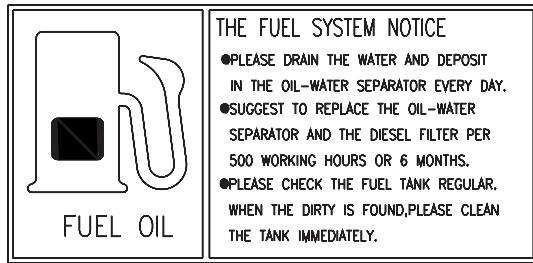 THE FUEL SYSTEM NOTICE
●PLEASE DRAIN THE WATER AND DEPOSIT
IN THE OIL-WATER SEPARATOR EVERY DAY.
●SUGGEST TO REPLACE THE OIL-WATER
SEPARATOR AND THE DIESEL FILTER PER
500 WORKING HOURS OR 6 MONTHS.
●PLEASE CHECK THE FUEL TANK REGULAR.
WHEN THE DIRTY IS FOUND,PLEASE CLEAN
THE TANK IMMEDIATELY.
FUEL OIL